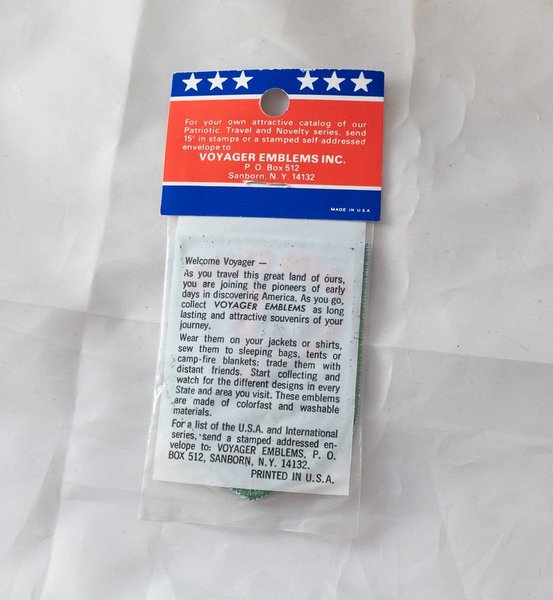 For your own attractive catalog of our
Patriotic, Travel and Novelty series, send
15¢ in stamps or a stamped self-addressed
envelope to
VOYAGER EMBLEMS INC.
P. O. Box 512
Sanborn, N. Y. 14132
MADE IN U.S.A
Welcome Voyager —
As you travel this great land of ours,
you are joining the pioneers of early
days in discovering America. As you go,
collect VOYAGER EMBLEMS as long
lasting and attractive souvenirs of your
journey.
Wear them on your jackets or shirts,
sew them to sleeping bags, tents or
camp-fire blankets; trade them with
distant friends. Start collecting and
watch for the different designs in every
State and area you visit. These emblems
are made of colorfast and washable
materials.
For a list of the U.S.A. and International
series, send a stamped addressed en-
velope to: VOYAGER EMBLEMS, P. O.
BOX 512, SANBORN, N.Y. 14132.
PRINTED IN U.S.A.